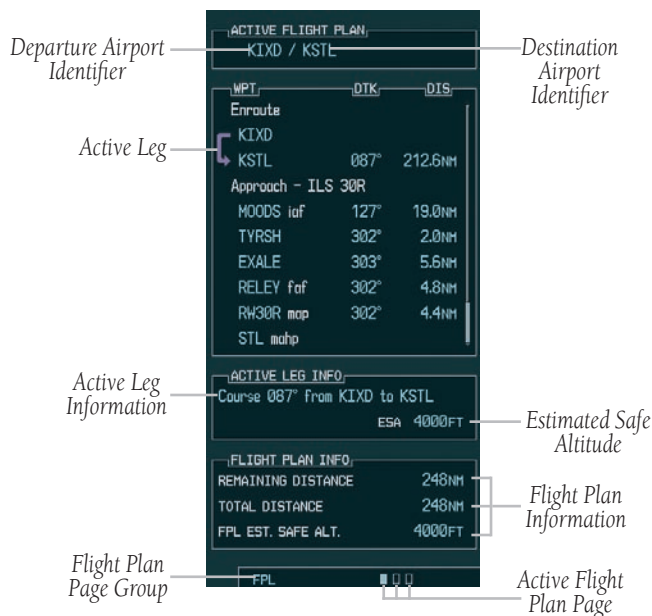 ACTIVE FLIGHT PLAN
Departure Airport
Identifier
KIXD / KSTL
Destination
Airport
Identifier
WPT DTK DIS
Enroute
Active Leg
KIXD
KSTL 087° 212.6NM
Approach - ILS 30R
MOODS iaf 127° 19.0NM
TYRSH 302° 2.0NM
EXALE 303° 5.6NM
RELEY faf 302° 4.8NM
RW30R map 302° 4.4NM
STL mahp
Active Leg
Information
ACTIVE LEG INFO
Course 087° from KIXD to KSTL
ESA 4000FT
Estimated Safe
Altitude
FLIGHT PLAN INFO
REMAINING DISTANCE 248NM
TOTAL DISTANCE 248NM
FPL EST. SAFE ALT. 4000FT
Flight Plan
Information
Flight Plan
Page Group
FPL
Active Flight
Plan Page